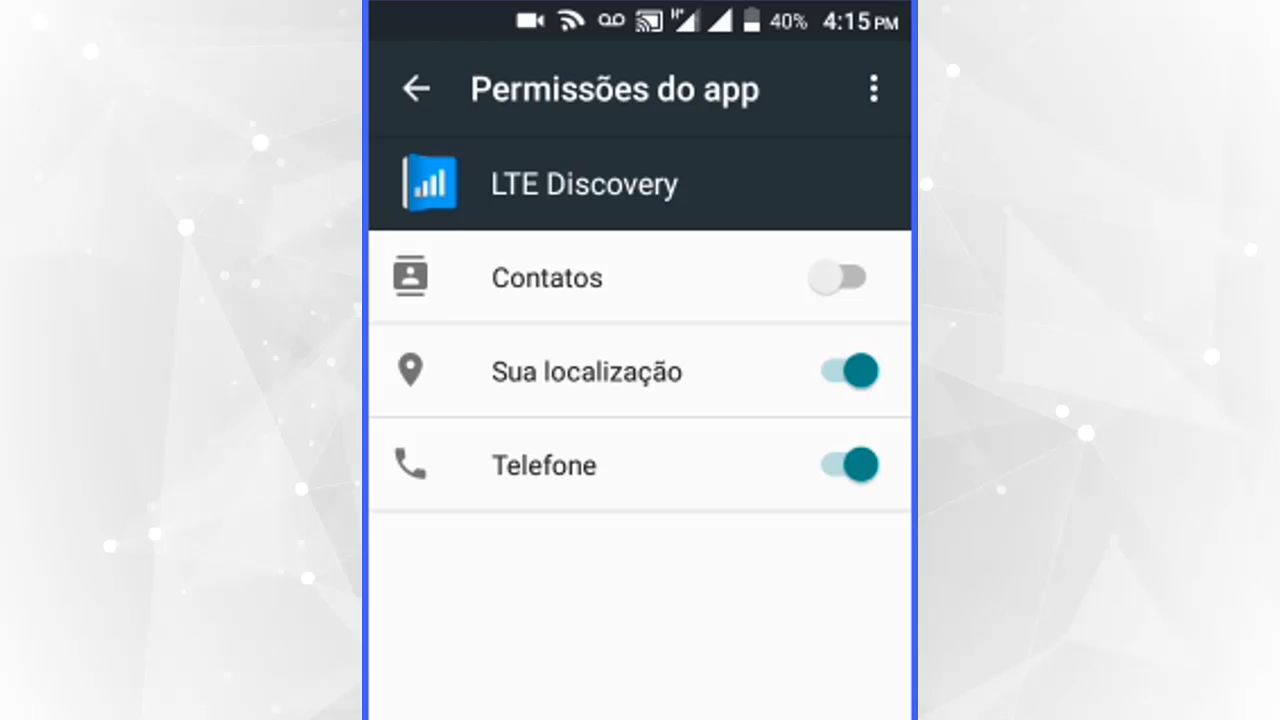 H+ 40% 4:15 PM
Permissões do app
LTE Discovery
Contatos
Sua localização
Telefone